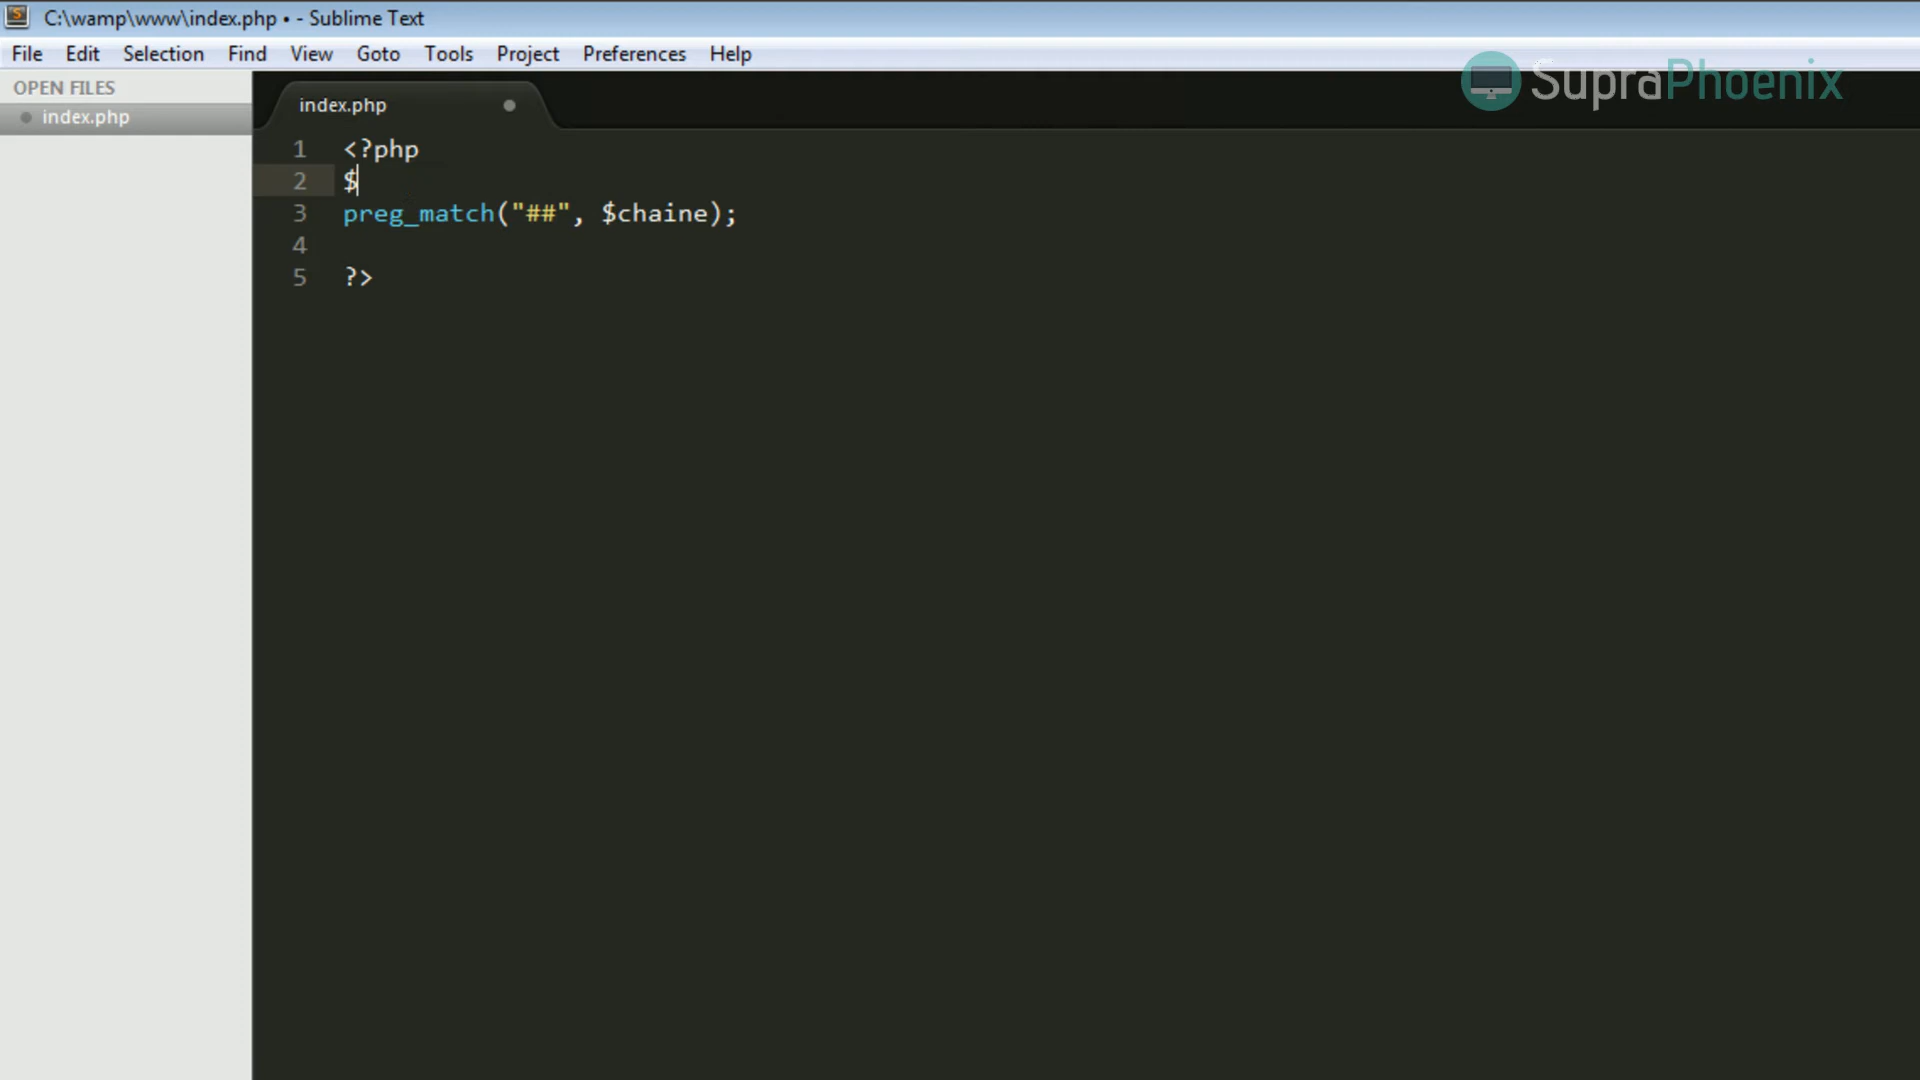 C:\wamp\www\index.php • - Sublime Text
File Edit Selection Find View Goto Tools Project Preferences Help
SupraPhoenix
OPEN FILES
index.php
index.php
1 <?php
2 $
3 preg_match("##", $chaine);
4
5 ?>